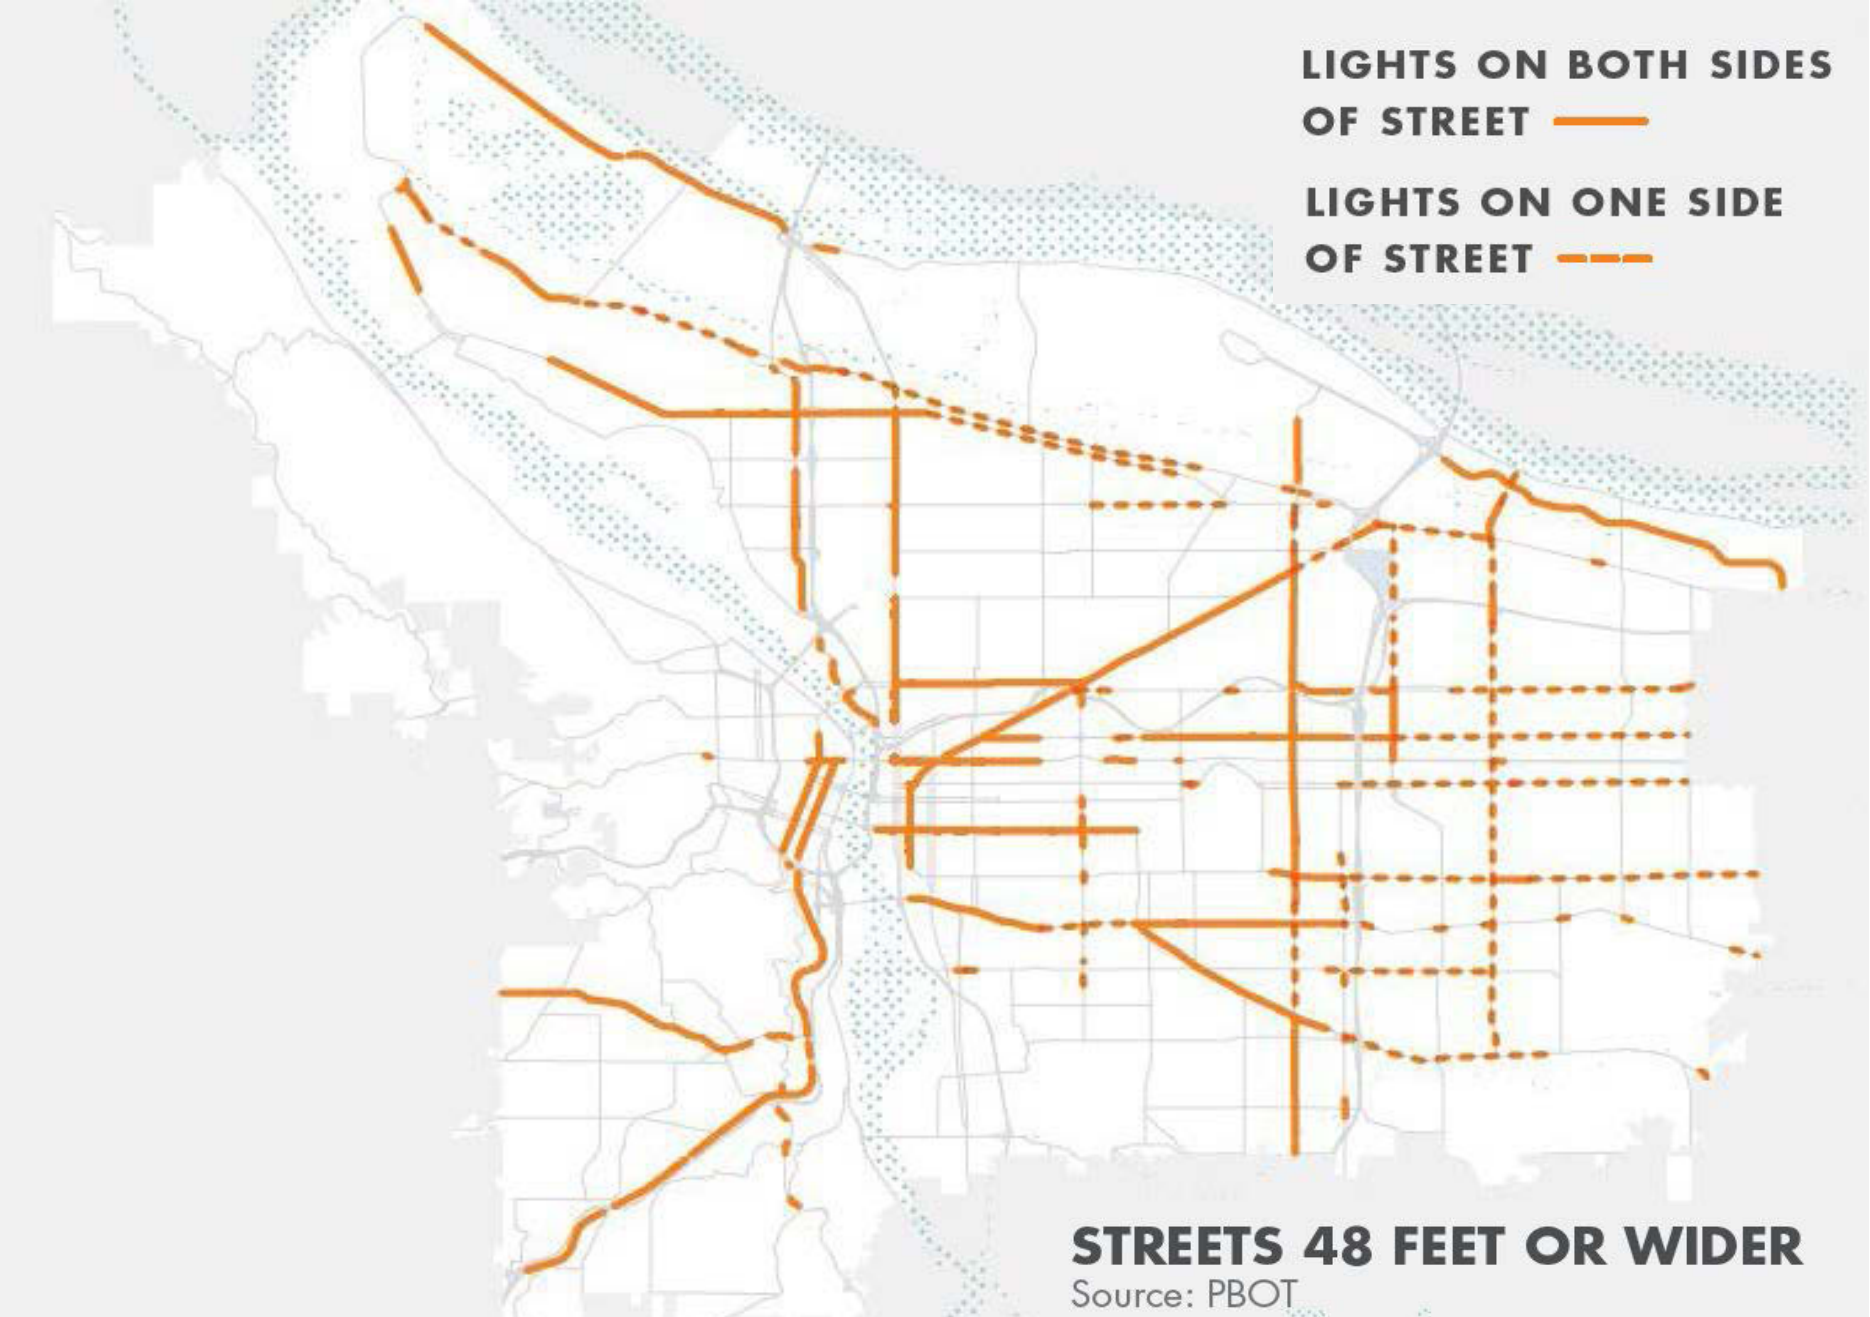 LIGHTS ON BOTH SIDES
OF STREET
LIGHTS ON ONE SIDE
OF STREET
STREETS 48 FEET OR WIDER
Source: PBOT